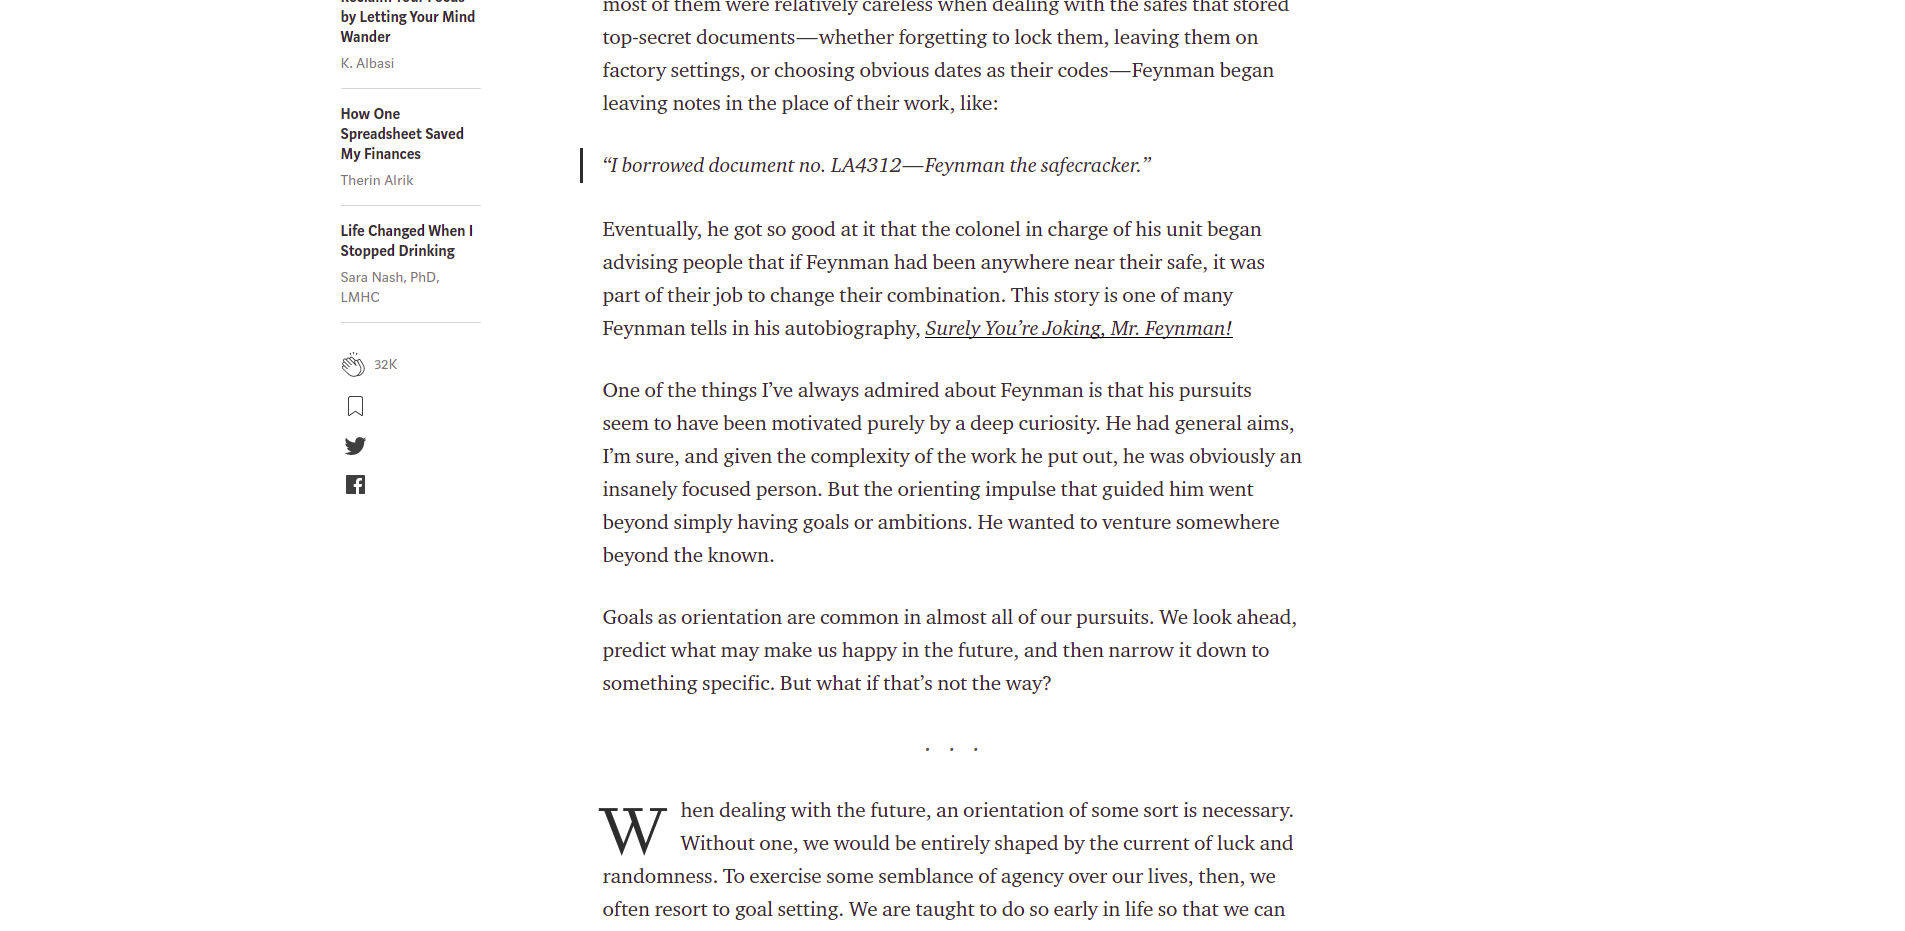 by Letting Your Mind
Wander
K. Albasi
How One
Spreadsheet Saved
My Finances
Therin Alrik
Life Changed When I
Stopped Drinking
Sara Nash, PhD,
LMHC
32K
most of them were relatively careless when dealing with the safes that stored
top-secret documents—whether forgetting to lock them, leaving them on
factory settings, or choosing obvious dates as their codes—Feynman began
leaving notes in the place of their work, like:
“I borrowed document no. LA4312—Feynman the safecracker.”
Eventually, he got so good at it that the colonel in charge of his unit began
advising people that if Feynman had been anywhere near their safe, it was
part of their job to change their combination. This story is one of many
Feynman tells in his autobiography, Surely You’re Joking, Mr. Feynman!
One of the things I’ve always admired about Feynman is that his pursuits
seem to have been motivated purely by a deep curiosity. He had general aims,
I’m sure, and given the complexity of the work he put out, he was obviously an
insanely focused person. But the orienting impulse that guided him went
beyond simply having goals or ambitions. He wanted to venture somewhere
beyond the known.
Goals as orientation are common in almost all of our pursuits. We look ahead,
predict what may make us happy in the future, and then narrow it down to
something specific. But what if that’s not the way?
. . .
When dealing with the future, an orientation of some sort is necessary.
Without one, we would be entirely shaped by the current of luck and
randomness. To exercise some semblance of agency over our lives, then, we
often resort to goal setting. We are taught to do so early in life so that we can